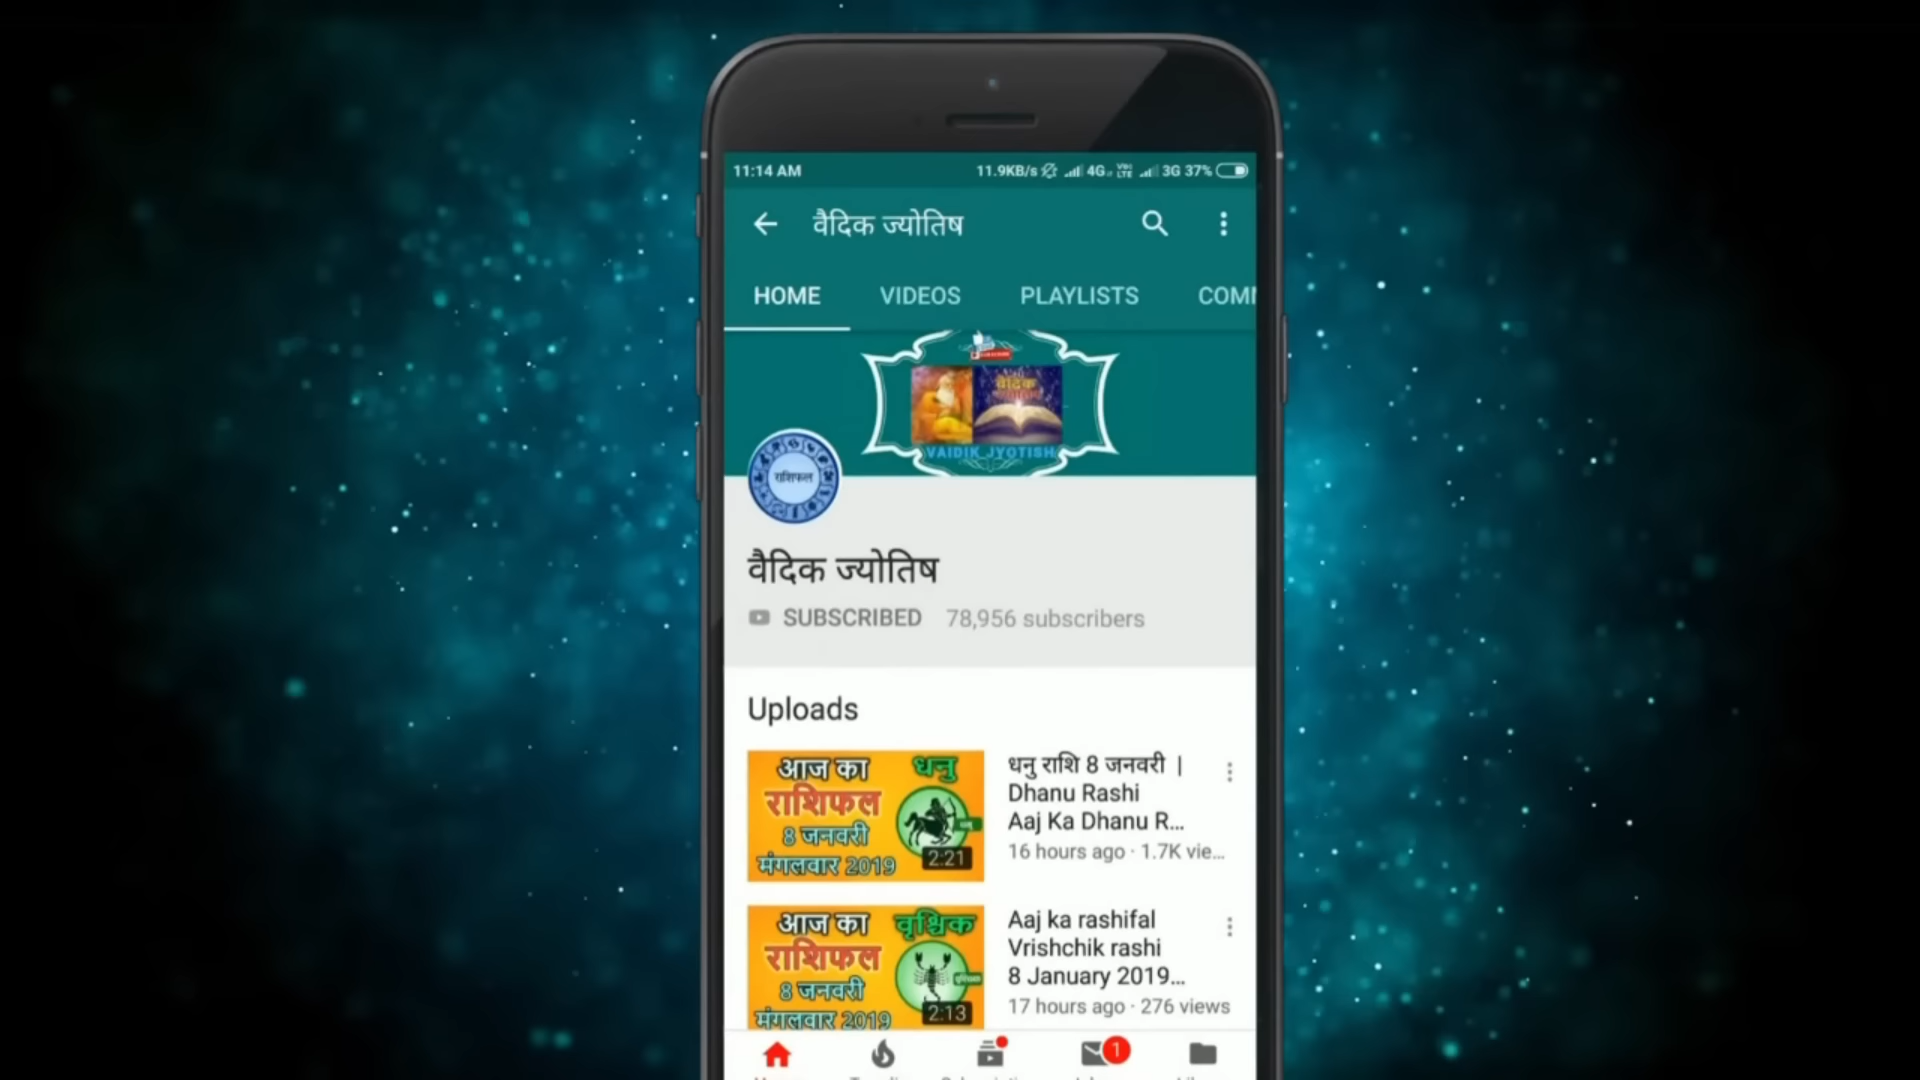 11:14 AM 11.9KB/s 4G VoLTE 3G 37%
वैदिक ज्योतिष
HOME VIDEOS PLAYLISTS COMM
वैदिक
VAIDIK JYOTISH
राशिफल
वैदिक ज्योतिष
SUBSCRIBED 78,956 subscribers
Uploads
आज का धनु
राशिफल
8 जनवरी
मंगलवार 2019
2:21
धनु राशि 8 जनवरी |
Dhanu Rashi
Aaj Ka Dhanu R...
16 hours ago · 1.7K vie...
आज का वृश्चिक
राशिफल
8 जनवरी
मंगलवार 2019
2:13
Aaj ka rashifal
Vrishchik rashi
8 January 2019...
17 hours ago · 276 views
1